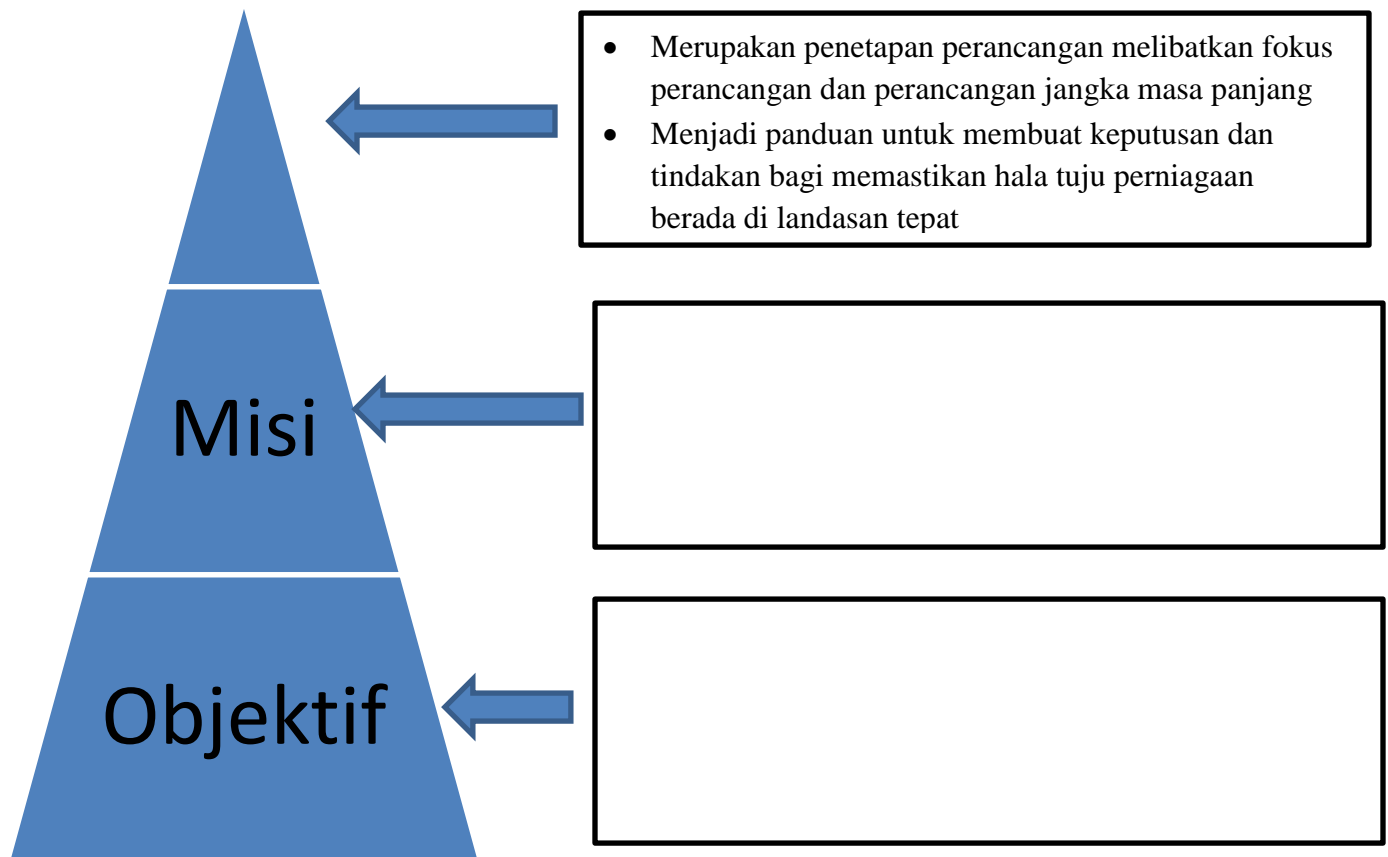 • Merupakan penetapan perancangan melibatkan fokus
perancangan dan perancangan jangka masa panjang
• Menjadi panduan untuk membuat keputusan dan
tindakan bagi memastikan hala tuju perniagaan
berada di landasan tepat
Misi
Objektif